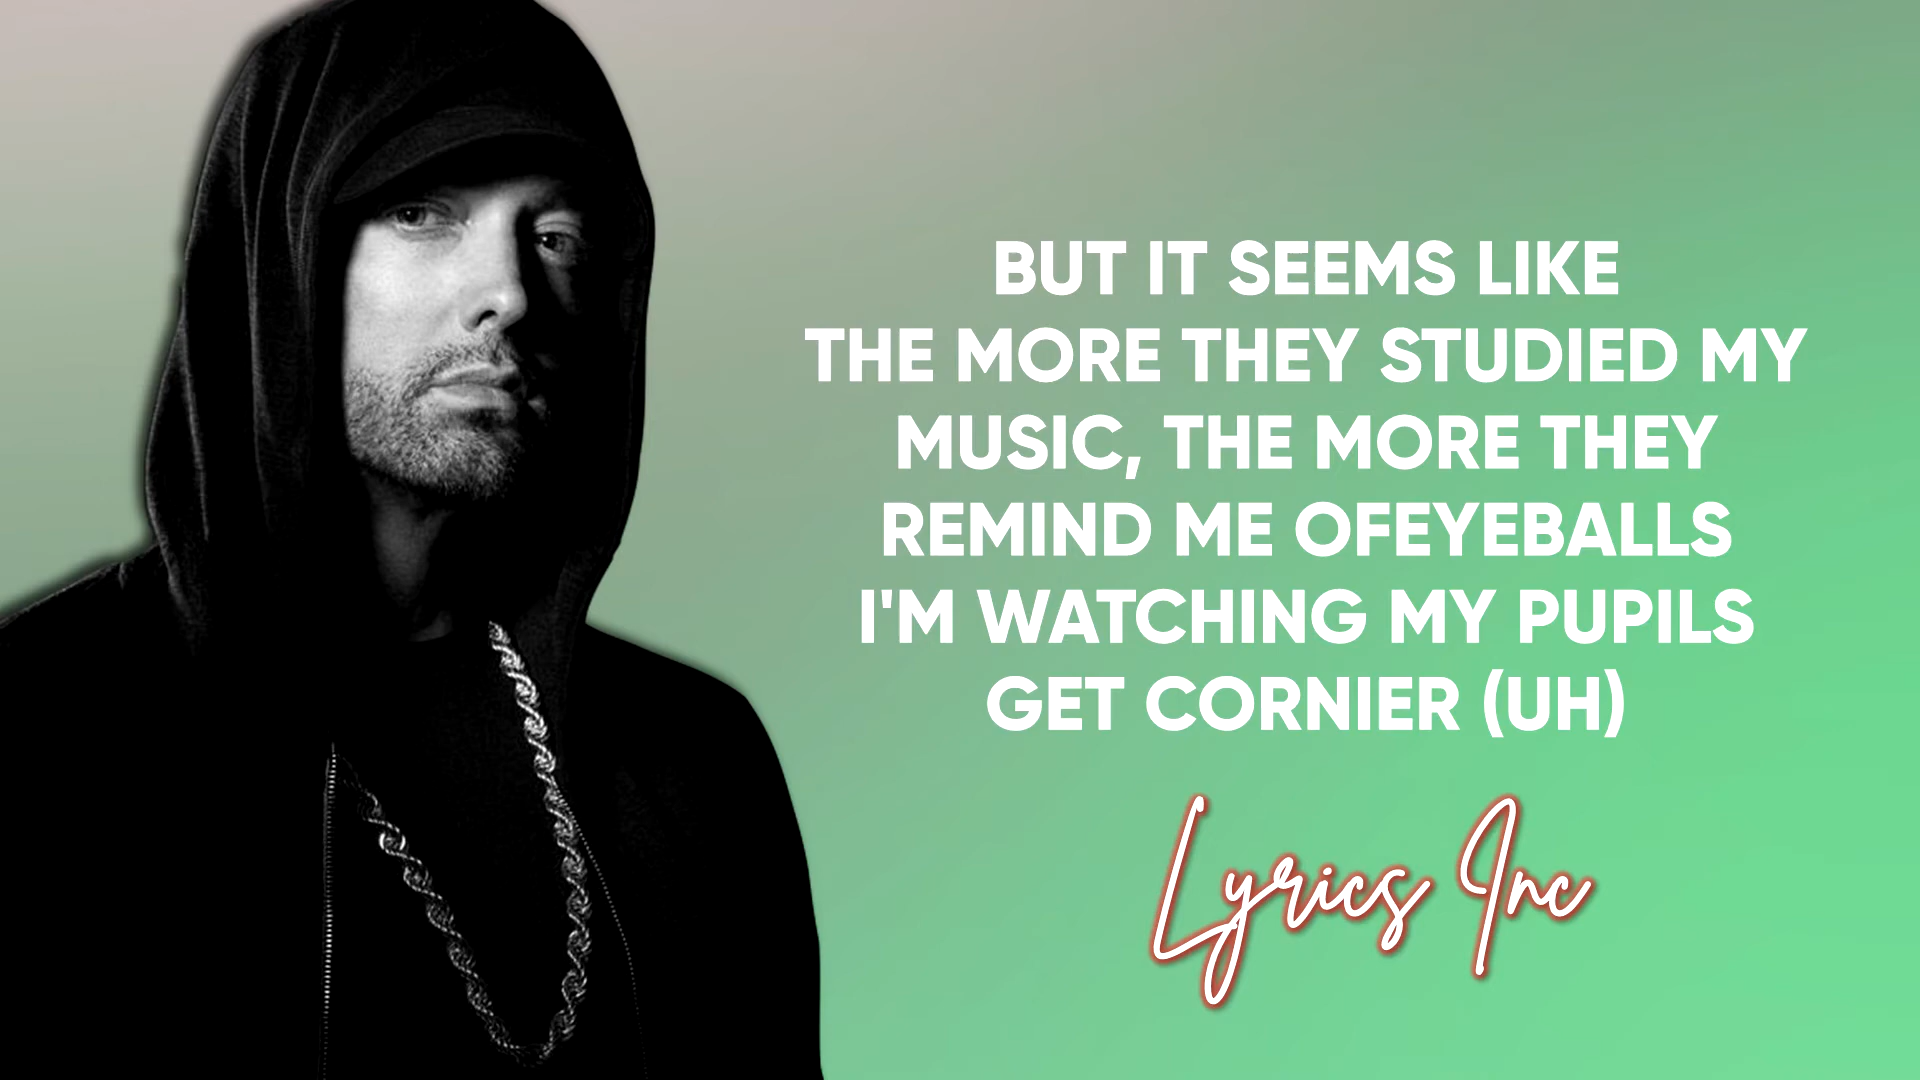 BUT IT SEEMS LIKE
THE MORE THEY STUDIED MY
MUSIC, THE MORE THEY
REMIND ME OFEYEBALLS
I'M WATCHING MY PUPILS
GET CORNIER (UH)
Lyrics Inc